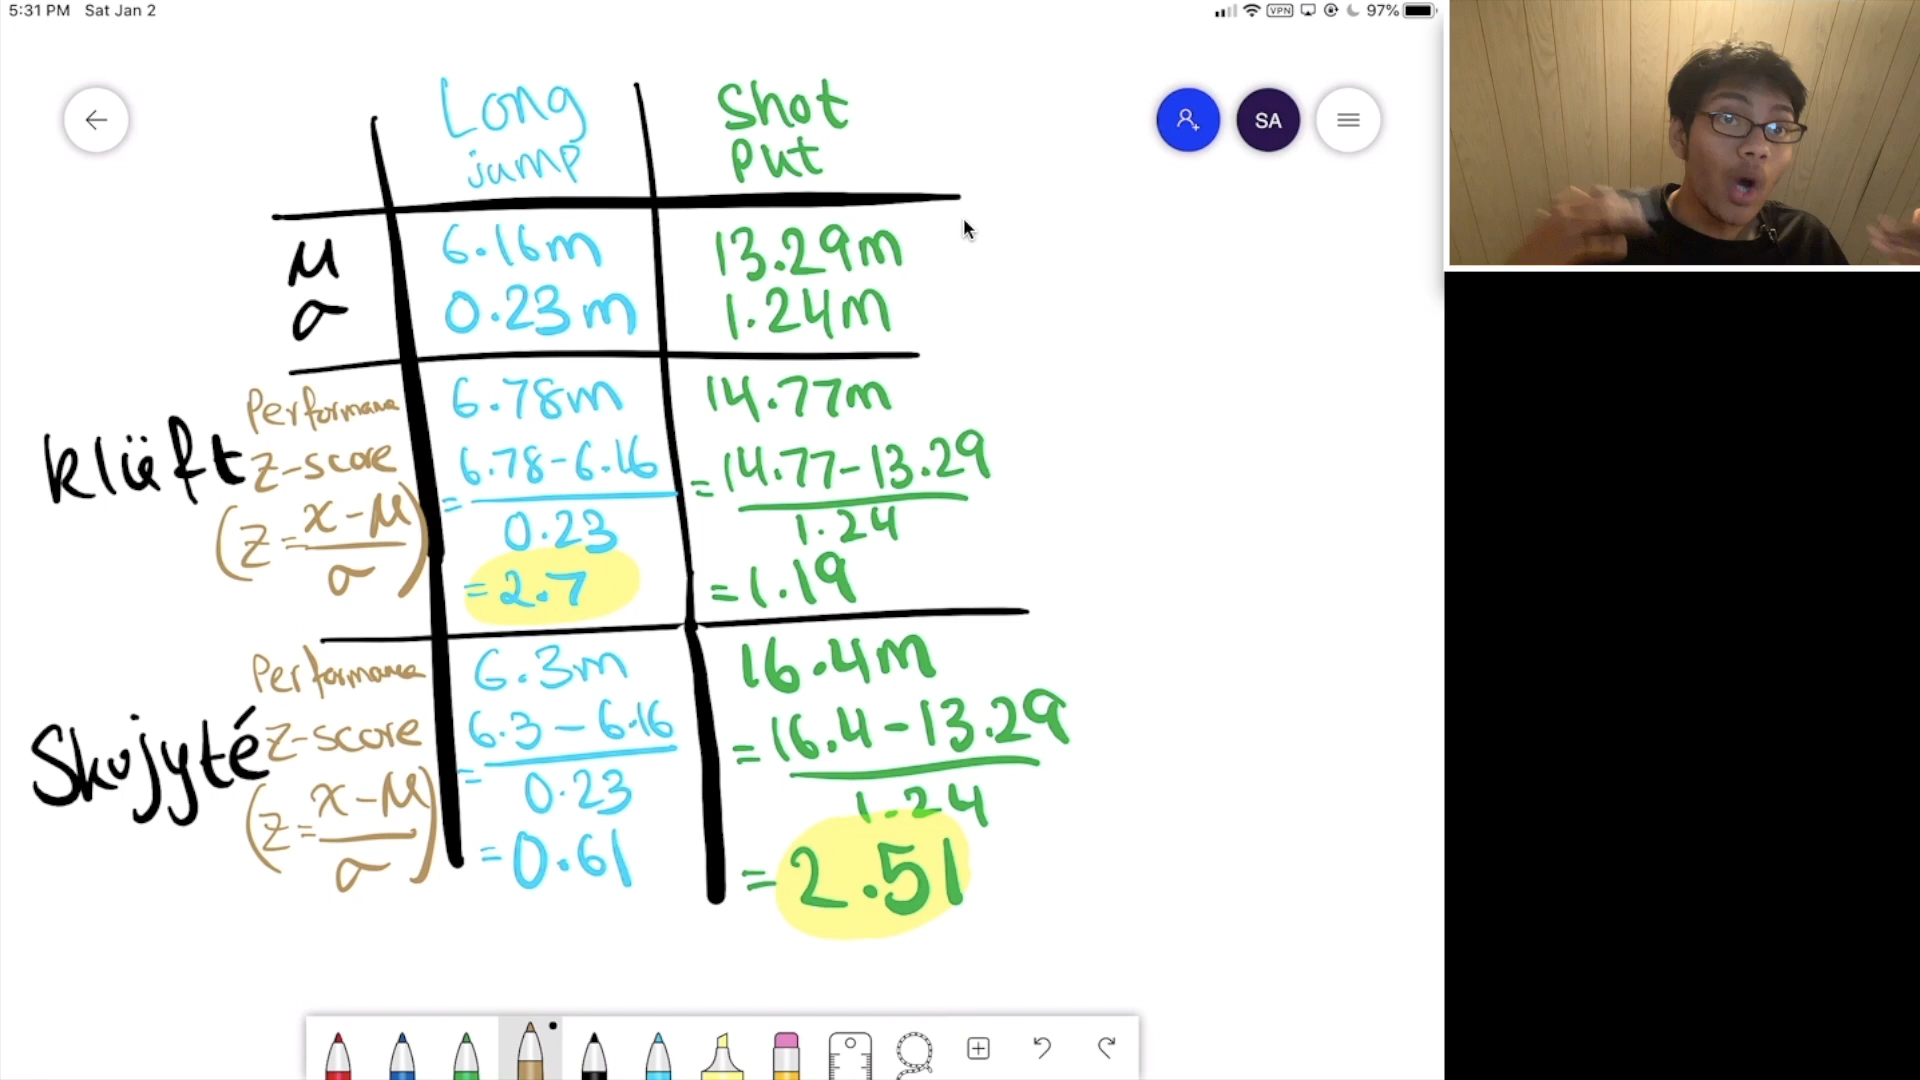 5:31 PM Sat Jan 2
VPN 97%
SA
Long
jump
Shot
put
μ 6.16m 13.29m
σ 0.23m 1.24m
klüft
Performance 6.78m 14.77m
z-score
(z = x-μ / σ)
= 6.78-6.16 / 0.23
= 2.7
= 14.77-13.29 / 1.24
= 1.19
Skujyté
Performance 6.3m 16.4m
z-score
(z = x-μ / σ)
= 6.3-6.16 / 0.23
= 0.61
= 16.4-13.29 / 1.24
= 2.51